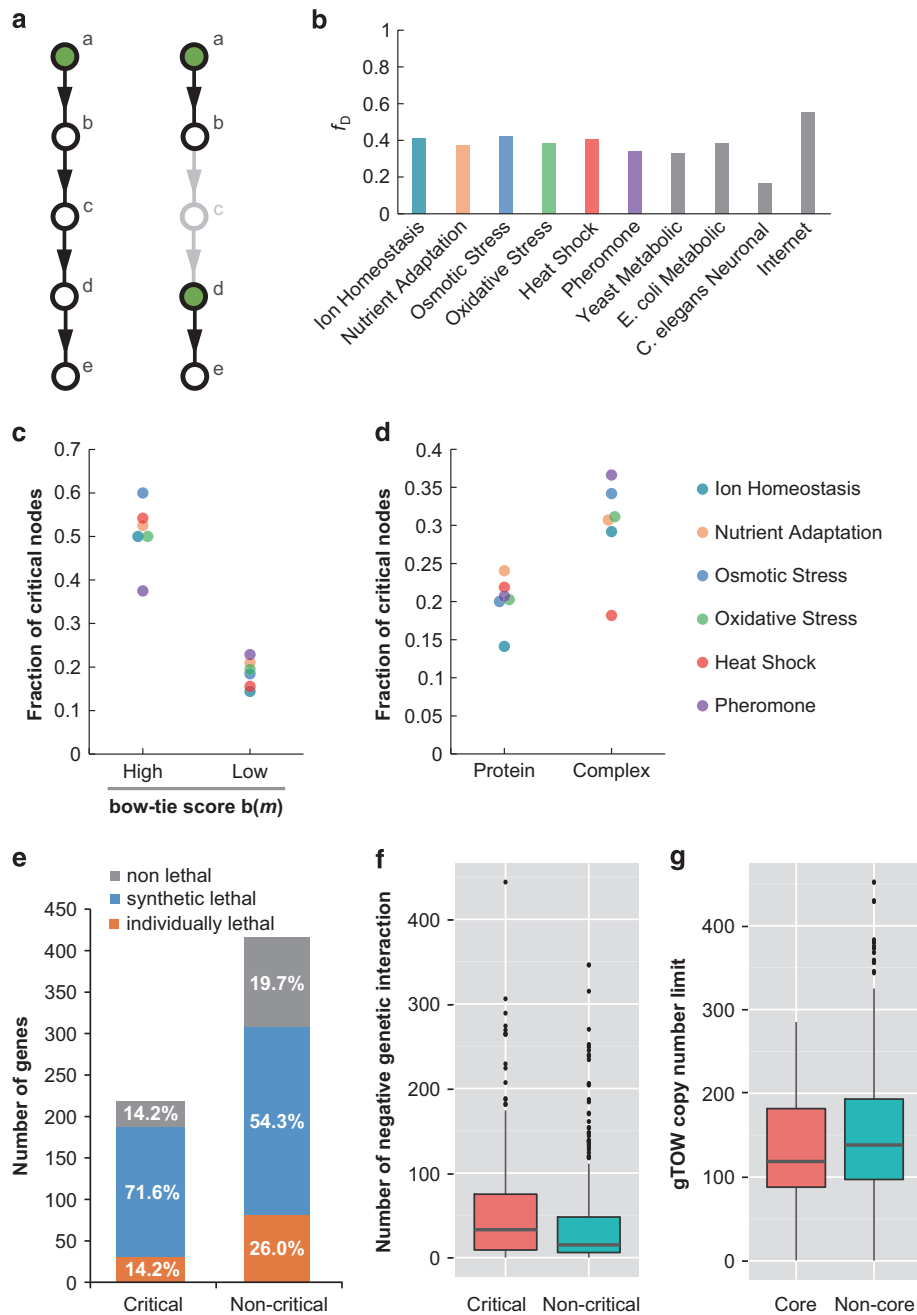 a
a
b
c
d
e
a
b
c
d
e
b
f_D
1
0.8
0.6
0.4
0.2
0
Ion Homeostasis
Nutrient Adaptation
Osmotic Stress
Oxidative Stress
Heat Shock
Pheromone
Yeast Metabolic
E. coli Metabolic
C. elegans Neuronal
Internet
c
Fraction of critical nodes
0.7
0.6
0.5
0.4
0.3
0.2
0.1
0
High
Low
bow-tie score b(m)
d
Fraction of critical nodes
0.4
0.35
0.3
0.25
0.2
0.15
0.1
0.05
0
Protein
Complex
Ion Homeostasis
Nutrient Adaptation
Osmotic Stress
Oxidative Stress
Heat Shock
Pheromone
e
non lethal
synthetic lethal
individually lethal
Number of genes
450
400
350
300
250
200
150
100
50
0
14.2%
71.6%
14.2%
19.7%
54.3%
26.0%
Critical
Non-critical
f
Number of negative genetic interaction
400
300
200
100
0
Critical
Non-critical
g
gTOW copy number limit
400
300
200
100
0
Core
Non-core